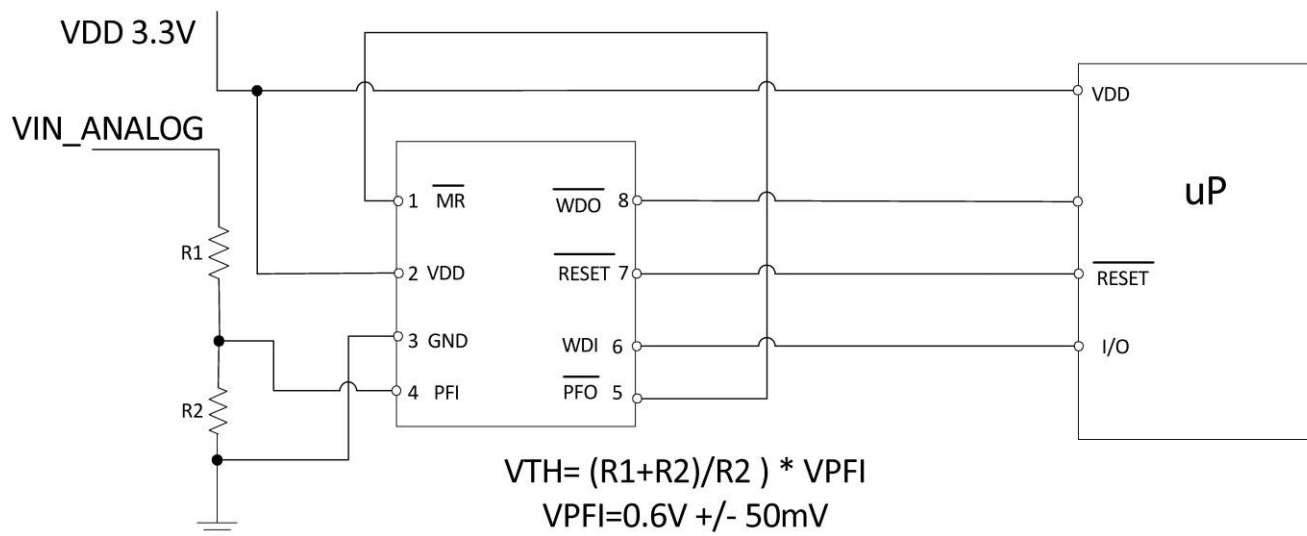 VDD 3.3V
VIN_ANALOG
R1
R2
1 MR
2 VDD
3 GND
4 PFI
WDO 8
RESET 7
WDI 6
PFO 5
VDD
uP
RESET
I/O
VTH= (R1+R2)/R2 ) * VPFI
VPFI=0.6V +/- 50mV